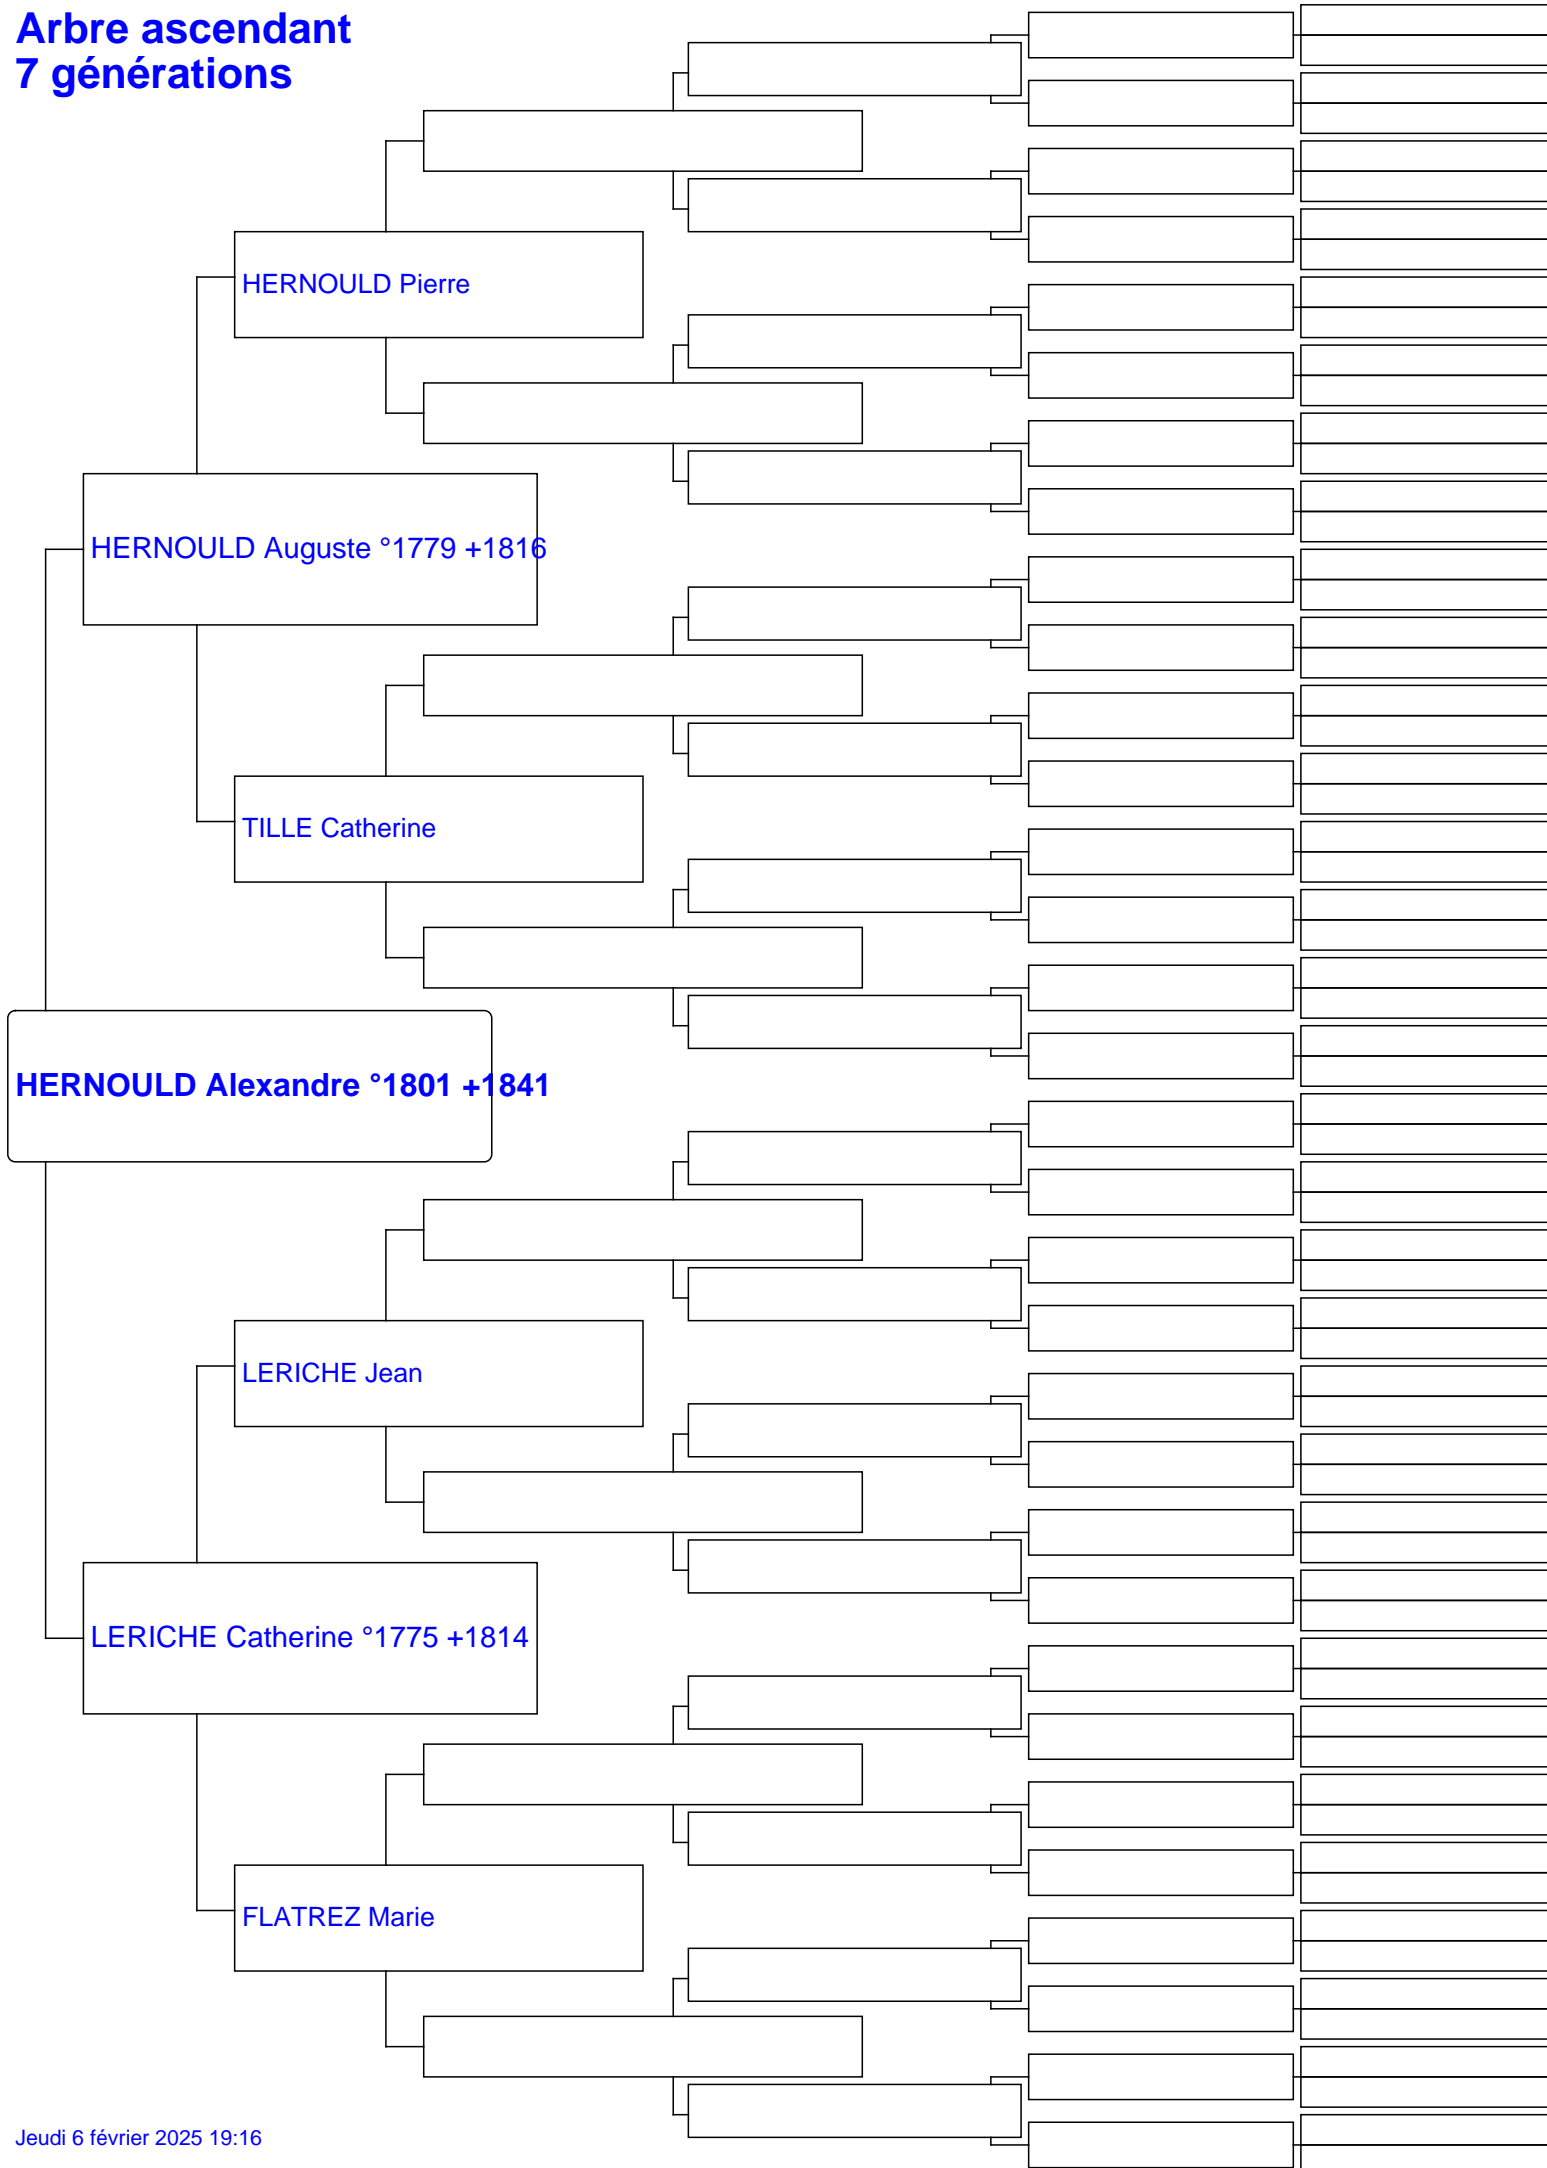 Arbre ascendant
7 générations
HERNOULD Pierre
HERNOULD Auguste °1779 +1816
TILLE Catherine
HERNOULD Alexandre °1801 +1841
LERICHE Jean
LERICHE Catherine °1775 +1814
FLATREZ Marie
Jeudi 6 février 2025 19:16